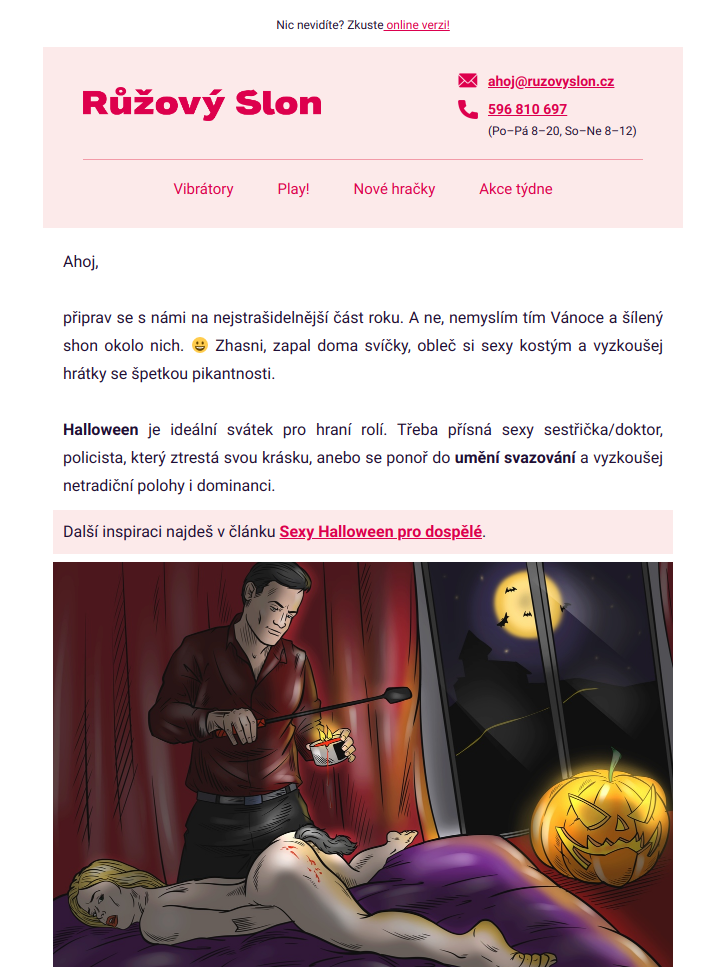 Nic nevidíte? Zkuste online verzi!
Růžový Slon
ahoj@ruzovyslon.cz
596 810 697
(Po–Pá 8–20, So–Ne 8–12)
Vibrátory Play! Nové hračky Akce týdne
Ahoj,
připrav se s námi na nejstrašidelnější část roku. A ne, nemyslím tím Vánoce a šílený
shon okolo nich. 😀 Zhasni, zapal doma svíčky, obleč si sexy kostým a vyzkoušej
hrátky se špetkou pikantnosti.
Halloween je ideální svátek pro hraní rolí. Třeba přísná sexy sestřička/doktor,
policista, který ztrestá svou krásku, anebo se ponoř do umění svazování a vyzkoušej
netradiční polohy i dominanci.
Další inspiraci najdeš v článku Sexy Halloween pro dospělé.